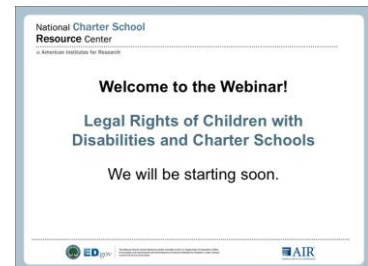 National Charter School
Resource Center
at American Institutes for Research
Welcome to the Webinar!
Legal Rights of Children with
Disabilities and Charter Schools
We will be starting soon.
ED.gov
AIR